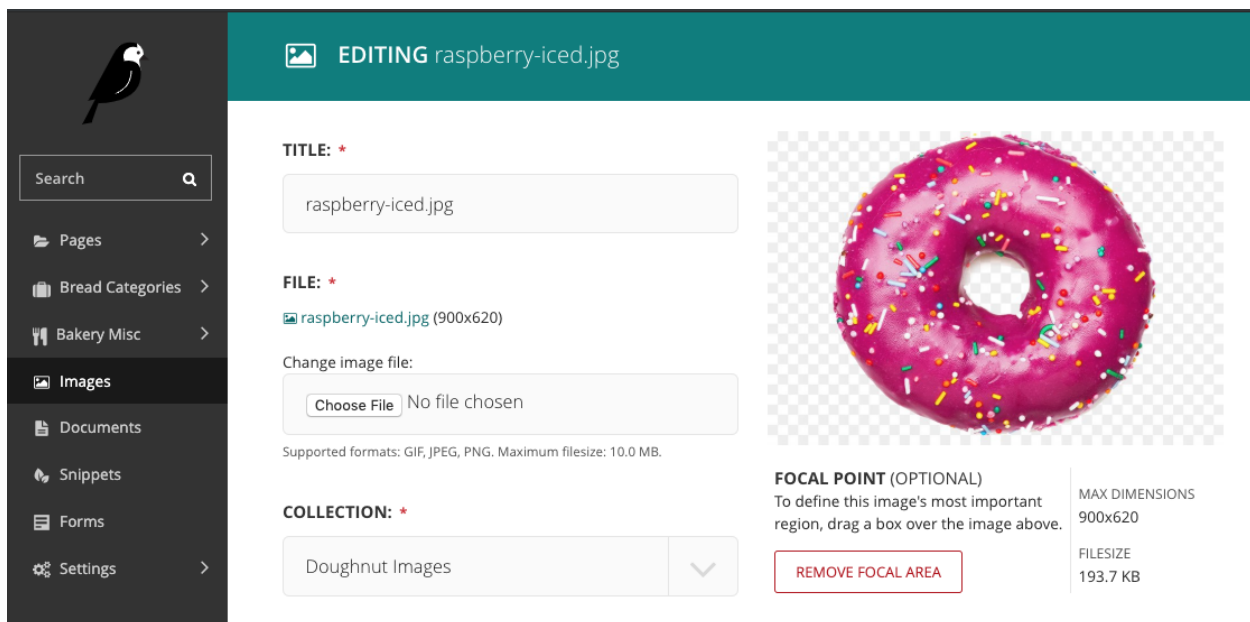 EDITING raspberry-iced.jpg
Search
Pages
Bread Categories
Bakery Misc
Images
Documents
Snippets
Forms
Settings
TITLE: *
raspberry-iced.jpg
FILE: *
raspberry-iced.jpg (900x620)
Change image file:
Choose File No file chosen
Supported formats: GIF, JPEG, PNG. Maximum filesize: 10.0 MB.
COLLECTION: *
Doughnut Images
FOCAL POINT (OPTIONAL)
To define this image's most important
region, drag a box over the image above.
REMOVE FOCAL AREA
MAX DIMENSIONS
900x620
FILESIZE
193.7 KB